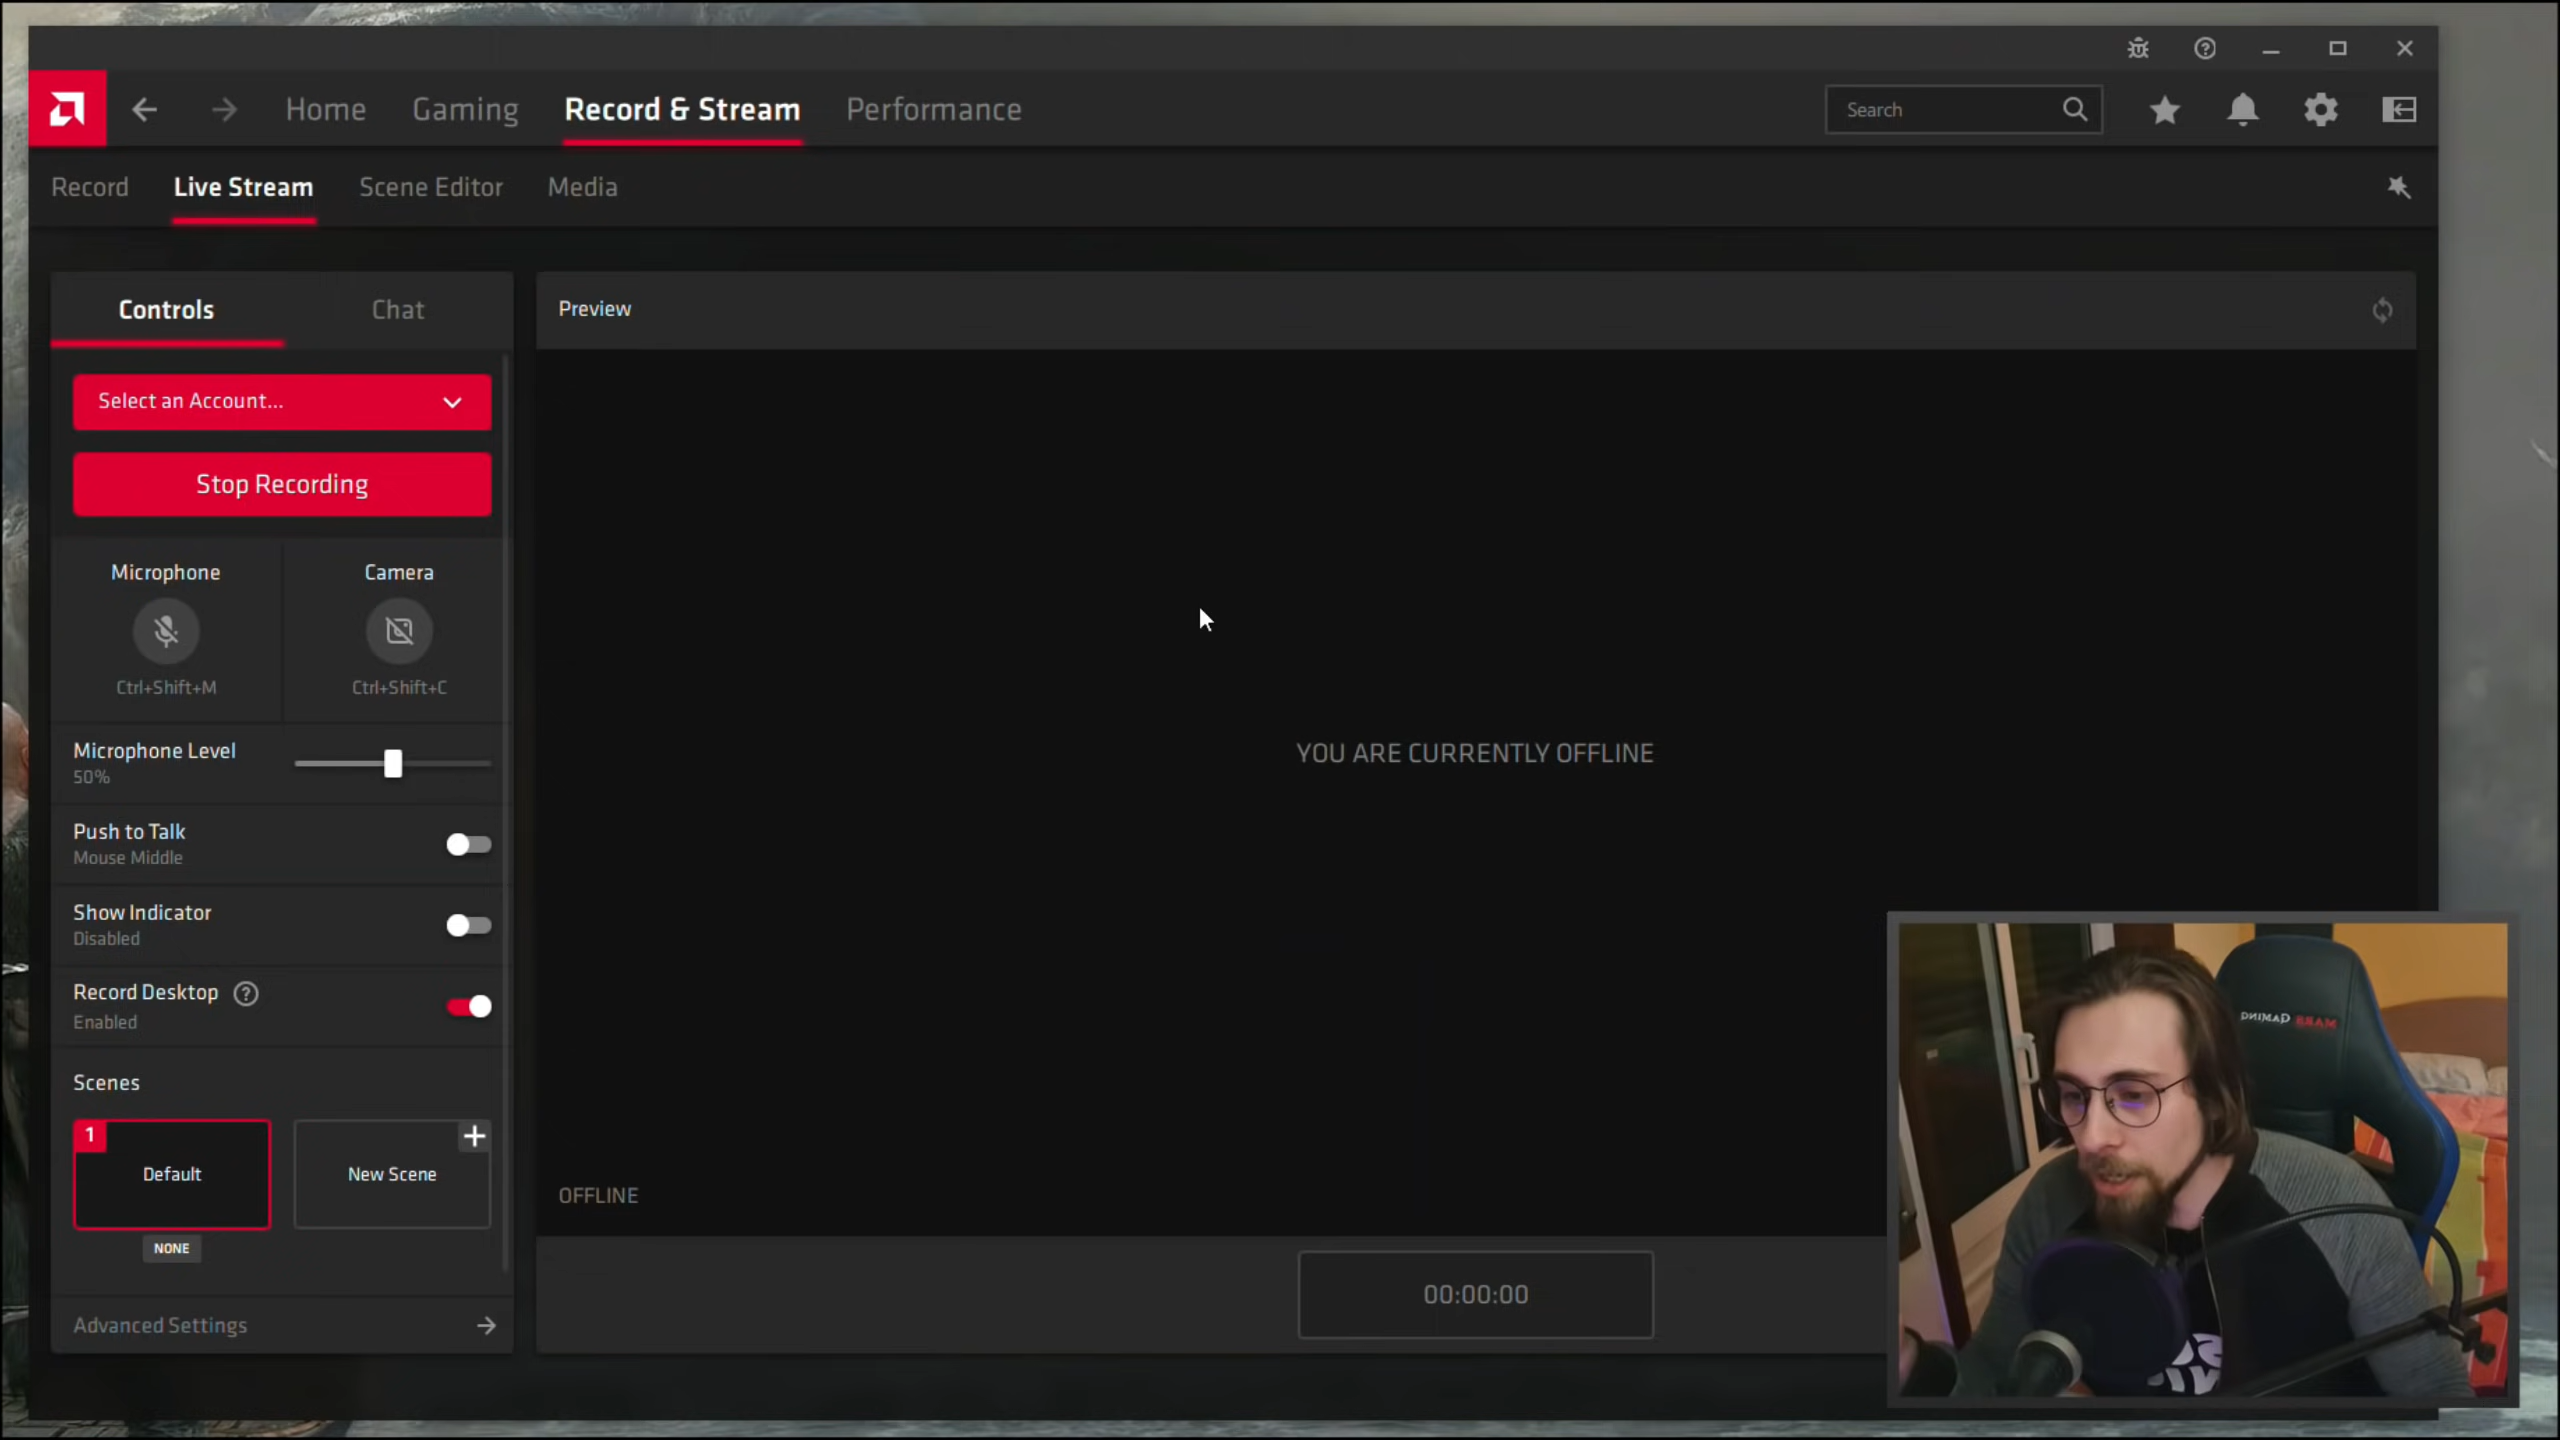 Home Gaming Record & Stream Performance Search
Record Live Stream Scene Editor Media
Controls Chat
Select an Account...
Stop Recording
Microphone Camera
Ctrl+Shift+M Ctrl+Shift+C
Microphone Level
50%
Push to Talk
Mouse Middle
Show Indicator
Disabled
Record Desktop
Enabled
Scenes
1
Default
New Scene
NONE
Advanced Settings
Preview
YOU ARE CURRENTLY OFFLINE
OFFLINE
00:00:00
MARS GAMING